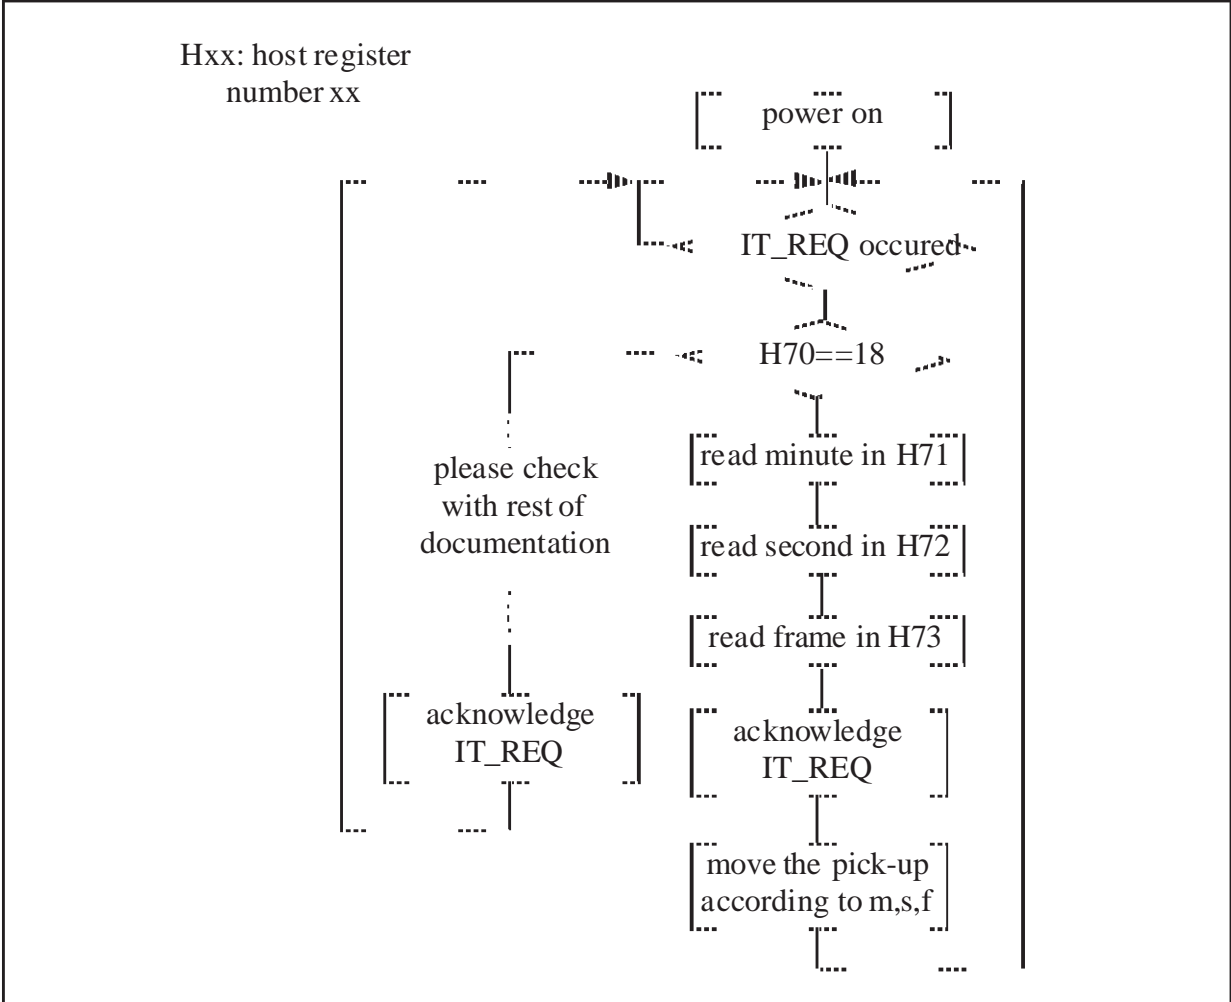 Hxx: host register
number xx
power on
IT_REQ occured
H70==18
read minute in H71
please check
with rest of
documentation
read second in H72
read frame in H73
acknowledge
IT_REQ
acknowledge
IT_REQ
move the pick-up
according to m,s,f